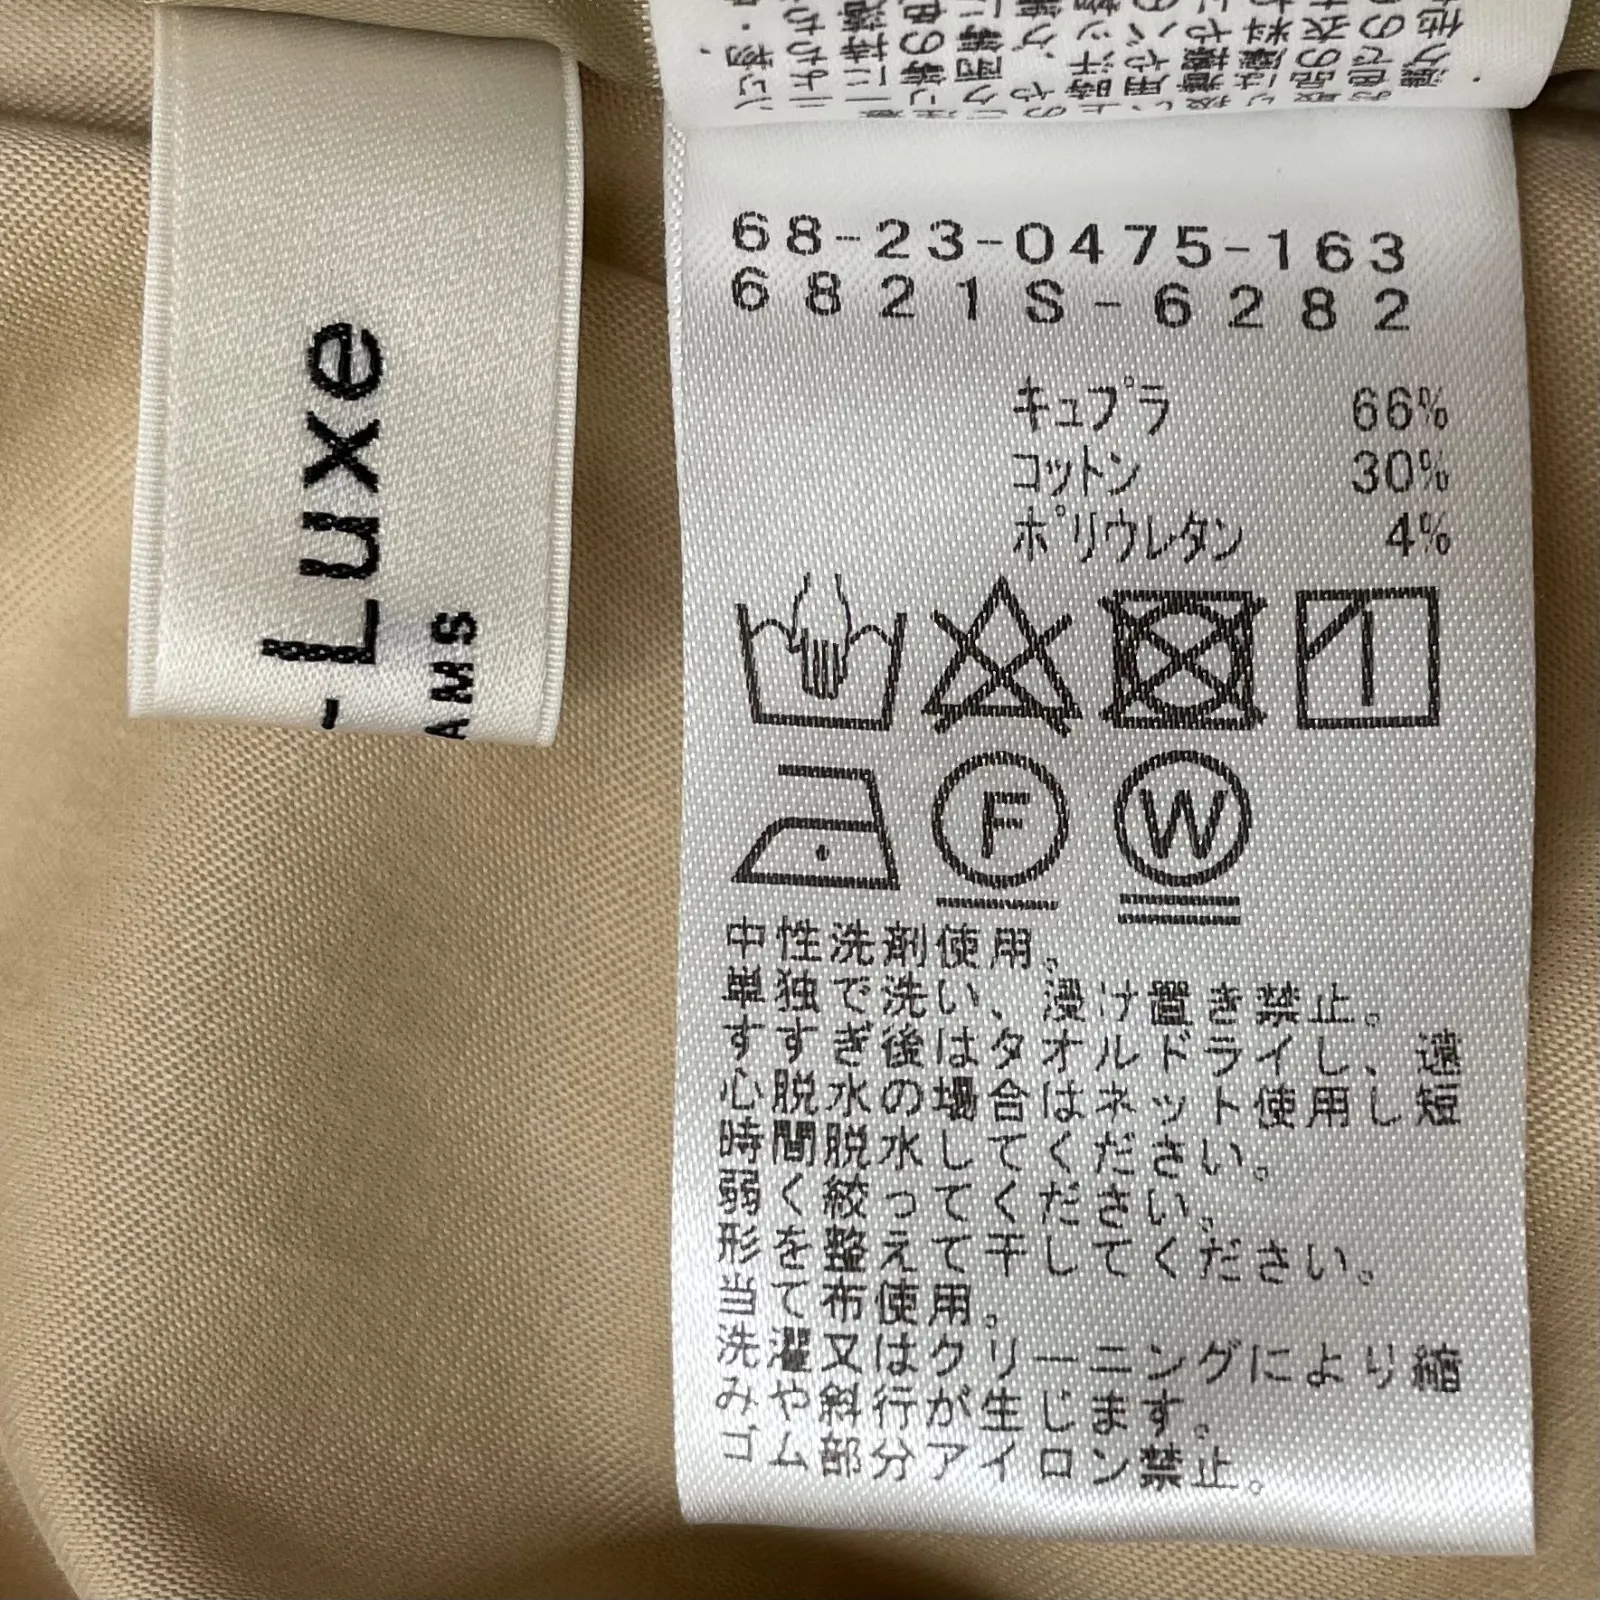 -Luxe
AMS
68-23-0475-163
6821S-6282
キュプラ 66%
コットン 30%
ポリウレタン 4%
F
W
中性洗剤使用。
単独で洗い、浸け置き禁止。
すすぎ後はタオルドライし、遠
心脱水の場合はネット使用し短
時間脱水してください。
弱く絞ってください。
形を整えて干してください。
当て布使用。
洗濯又はクリーニングにより縮
みや斜行が生じます。
ゴム部分アイロン禁止。